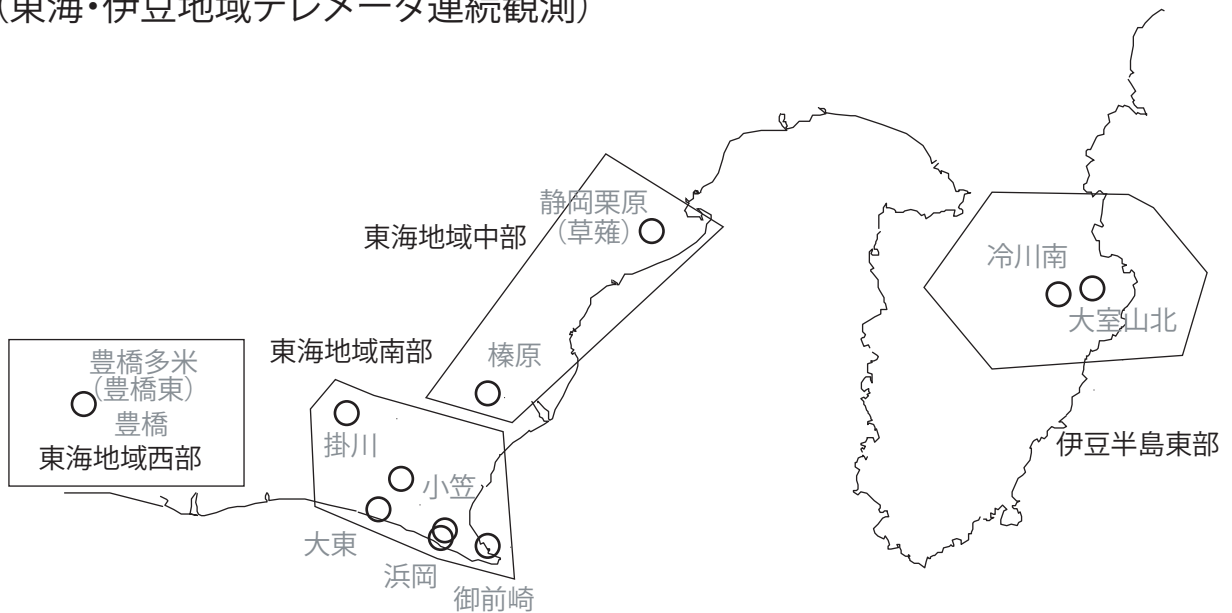 (東海・伊豆地域テレメータ連続観測)
静岡栗原
(草薙)
東海地域中部
冷川南
大室山北
東海地域南部
榛原
豊橋多米
(豊橋東)
豊橋
東海地域西部
掛川
伊豆半島東部
小笠
大東
浜岡
御前崎